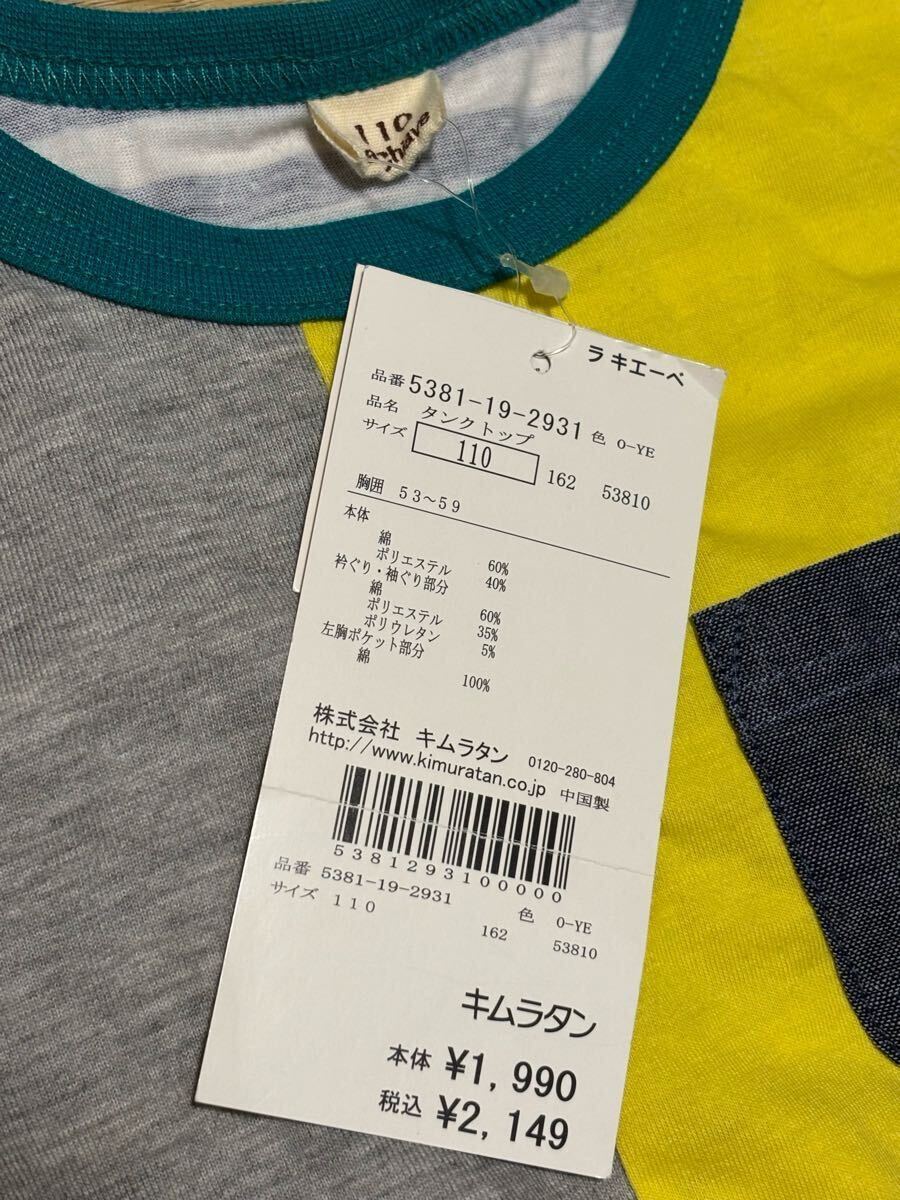 110
ラキエーベ
品番 5381-19-2931 色 O-YE
品名 タンクトップ
サイズ 110 162 53810
胸囲 53～59
本体
綿 60%
ポリエステル 40%
衿ぐり・袖ぐり部分
綿 60%
ポリエステル 35%
ポリウレタン 5%
左胸ポケット部分
綿 100%
株式会社 キムラタン 0120-280-804
http://www.kimuratan.co.jp 中国製
5381293100000
品番 5381-19-2931 色 O-YE
サイズ 110 162 53810
キムラタン
本体 ¥1,990
税込 ¥2,149